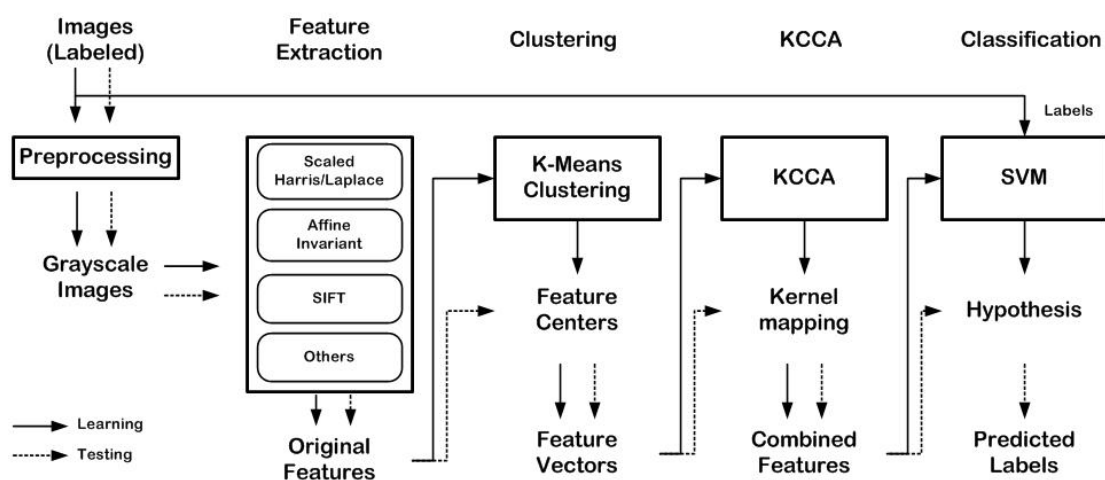 Images
(Labeled)
Feature
Extraction
Clustering
KCCA
Classification
Labels
Preprocessing
Scaled
Harris/Laplace
Affine
Invariant
SIFT
Others
K-Means
Clustering
KCCA
SVM
Grayscale
Images
Feature
Centers
Kernel
mapping
Hypothesis
Learning
Testing
Original
Features
Feature
Vectors
Combined
Features
Predicted
Labels